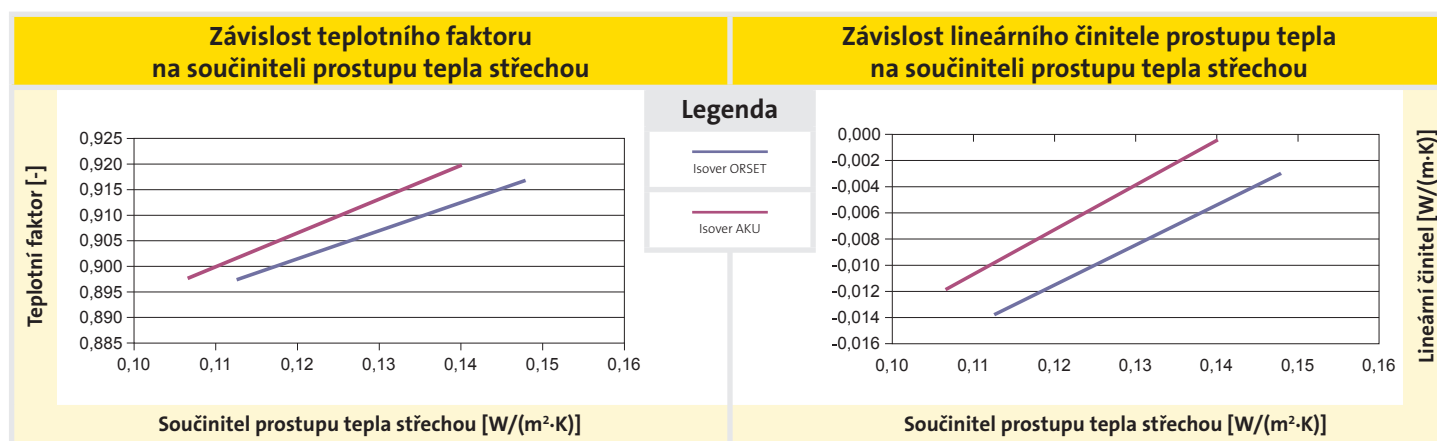 Závislost teplotního faktoru
na součiniteli prostupu tepla střechou
Teplotní faktor [-]
0,925
0,920
0,915
0,910
0,905
0,900
0,895
0,890
0,885
0,10 0,11 0,12 0,13 0,14 0,15 0,16
Součinitel prostupu tepla střechou [W/(m²·K)]
Legenda
Isover ORSET
Isover AKU
Závislost lineárního činitele prostupu tepla
na součiniteli prostupu tepla střechou
0,000
-0,002
-0,004
-0,006
-0,008
-0,010
-0,012
-0,014
-0,016
0,10 0,11 0,12 0,13 0,14 0,15 0,16
Lineární činitel [W/(m·K)]
Součinitel prostupu tepla střechou [W/(m²·K)]